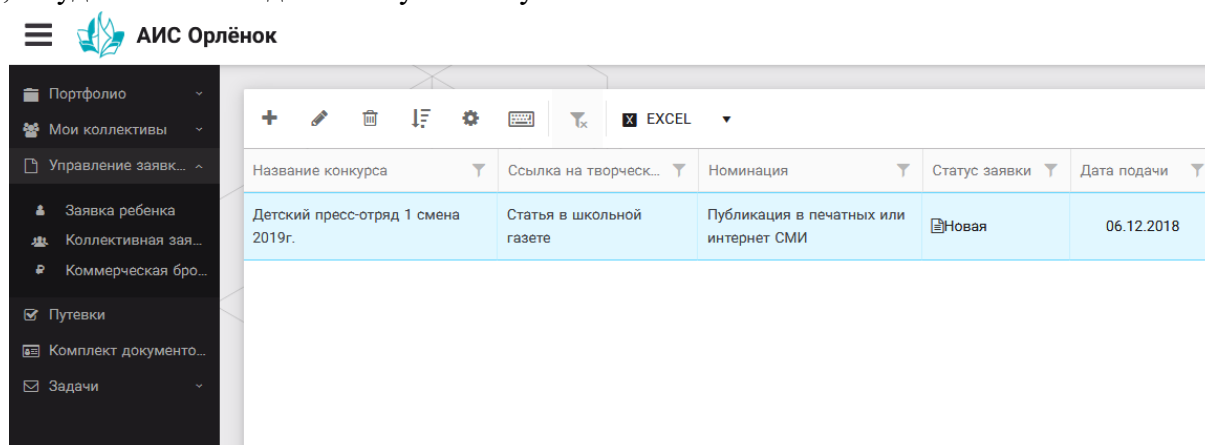 АИС Орлёнок
Портфолио
Мои коллективы
Управление заявк...
Заявка ребенка
Коллективная зая...
Коммерческая бро...
Путевки
Комплект документо...
Задачи
EXCEL
Название конкурса
Ссылка на творческ...
Номинация
Статус заявки
Дата подачи
Детский пресс-отряд 1 смена
2019г.
Статья в школьной
газете
Публикация в печатных или
интернет СМИ
Новая
06.12.2018